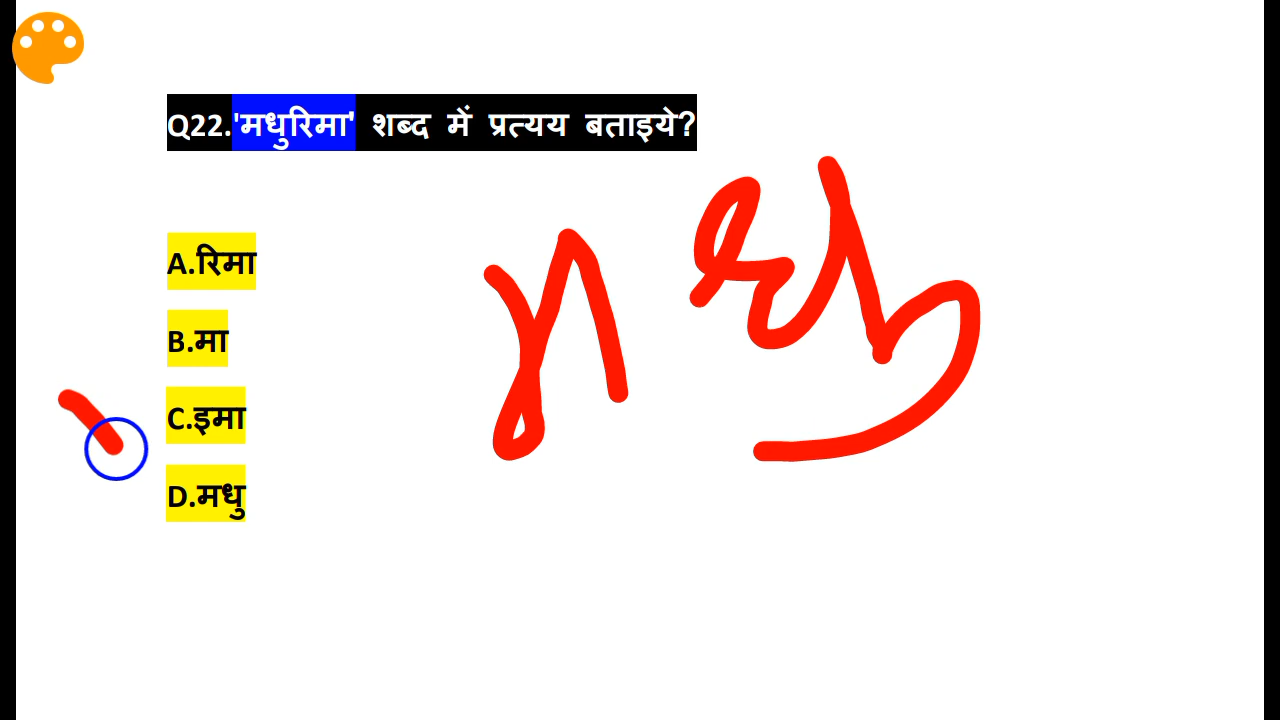 Q22.'मधुरिमा' शब्द में प्रत्यय बताइये?
A.रिमा
B.मा
C.इमा
D.मधु
मधु